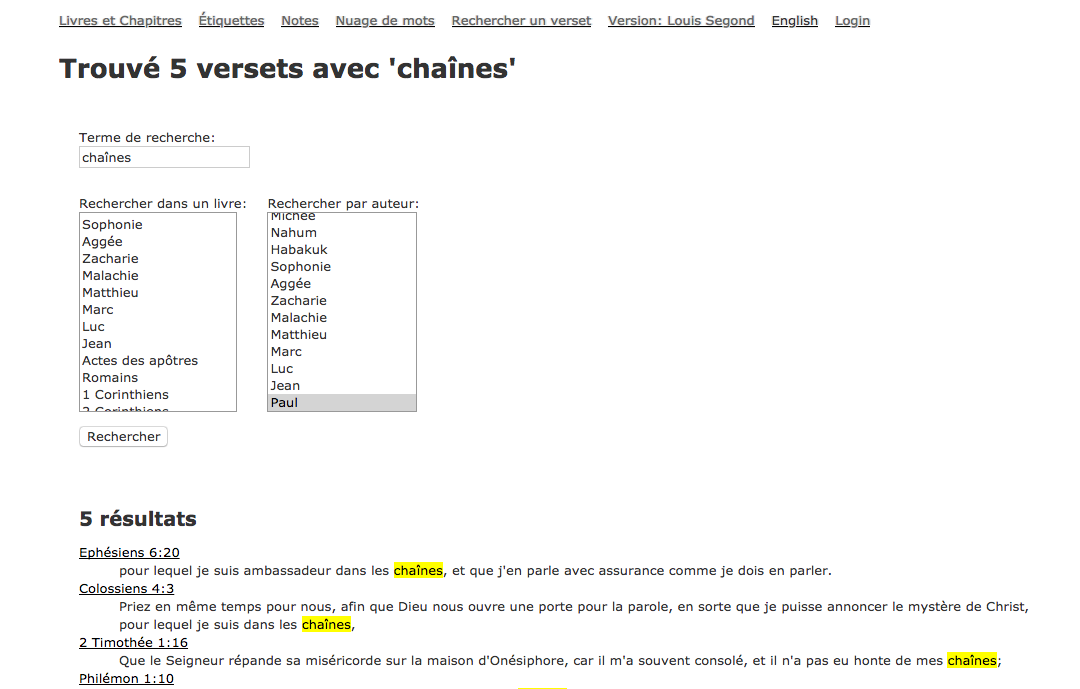 Livres et Chapitres Étiquettes Notes Nuage de mots Rechercher un verset Version: Louis Segond English Login
Trouvé 5 versets avec 'chaînes'
Terme de recherche:
chaînes
Rechercher dans un livre:
Sophonie
Aggée
Zacharie
Malachie
Matthieu
Marc
Luc
Jean
Actes des apôtres
Romains
1 Corinthiens
2 Corinthiens
Rechercher par auteur:
Michée
Nahum
Habakuk
Sophonie
Aggée
Zacharie
Malachie
Matthieu
Marc
Luc
Jean
Paul
Rechercher
5 résultats
Ephésiens 6:20
pour lequel je suis ambassadeur dans les chaînes, et que j'en parle avec assurance comme je dois en parler.
Colossiens 4:3
Priez en même temps pour nous, afin que Dieu nous ouvre une porte pour la parole, en sorte que je puisse annoncer le mystère de Christ,
pour lequel je suis dans les chaînes,
2 Timothée 1:16
Que le Seigneur répande sa miséricorde sur la maison d'Onésiphore, car il m'a souvent consolé, et il n'a pas eu honte de mes chaînes;
Philémon 1:10